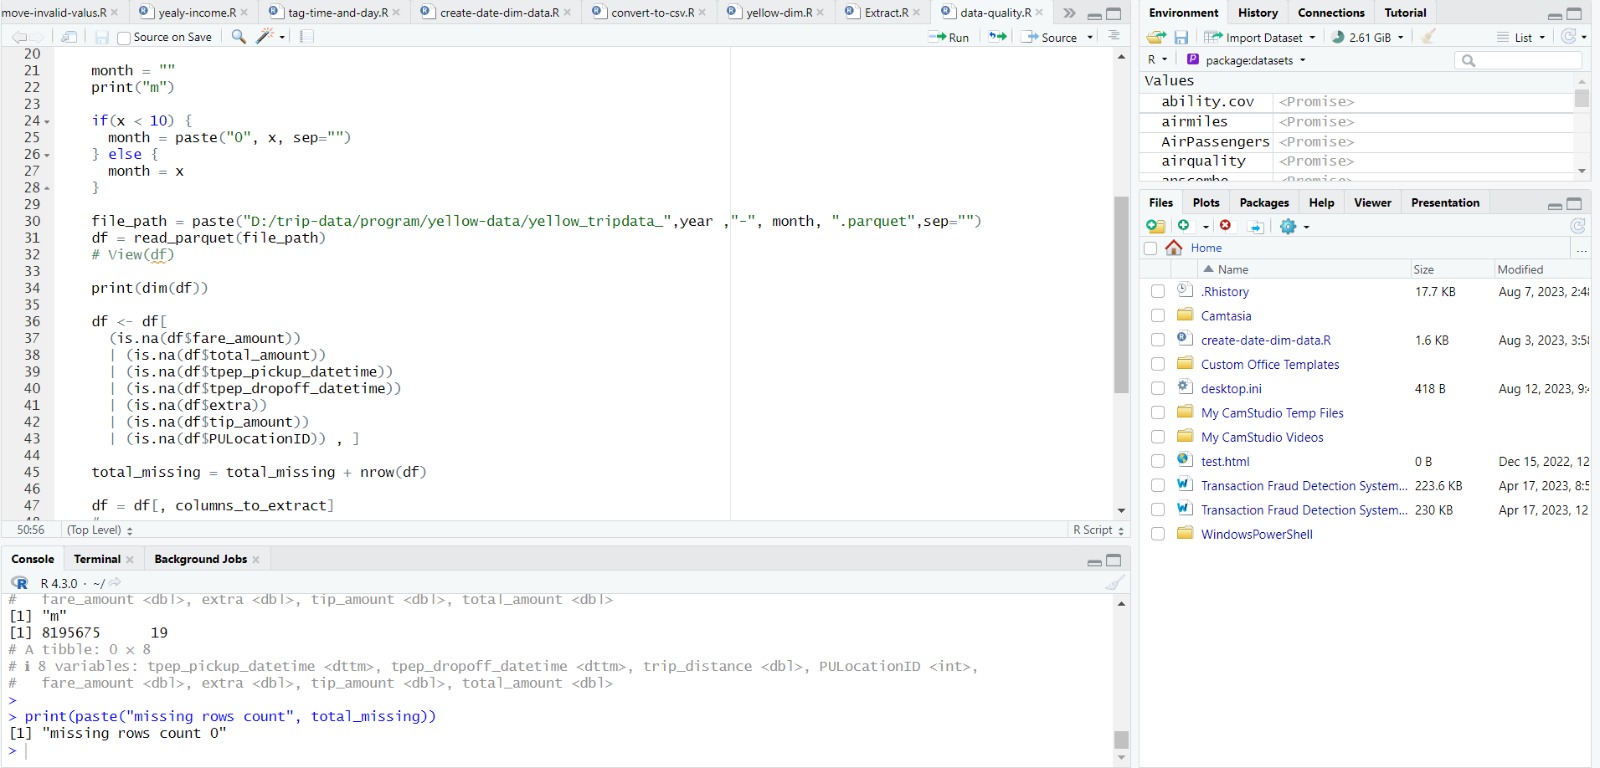 move-invalid-valus.R × yealy-income.R × tag-time-and-day.R × create-date-dim-data.R × convert-to-csv.R × yellow-dim.R × Extract.R × data-quality.R ×
Source on Save Run Source
20
21 month = ""
22 print("m")
23
24 if(x < 10) {
25 month = paste("0", x, sep="")
26 } else {
27 month = x
28 }
29
30 file_path = paste("D:/trip-data/program/yellow-data/yellow_tripdata_",year ,"-", month, ".parquet",sep="")
31 df = read_parquet(file_path)
32 # View(df)
33
34 print(dim(df))
35
36 df <- df[
37 (is.na(df$fare_amount))
38 | (is.na(df$total_amount))
39 | (is.na(df$tpep_pickup_datetime))
40 | (is.na(df$tpep_dropoff_datetime))
41 | (is.na(df$extra))
42 | (is.na(df$tip_amount))
43 | (is.na(df$PULocationID)) , ]
44
45 total_missing = total_missing + nrow(df)
46
47 df = df[, columns_to_extract]
50:56 (Top Level) R Script
Console Terminal × Background Jobs ×
R 4.3.0 · ~/
# fare_amount <dbl>, extra <dbl>, tip_amount <dbl>, total_amount <dbl>
[1] "m"
[1] 8195675 19
# A tibble: 0 × 8
# ℹ 8 variables: tpep_pickup_datetime <dttm>, tpep_dropoff_datetime <dttm>, trip_distance <dbl>, PULocationID <int>,
# fare_amount <dbl>, extra <dbl>, tip_amount <dbl>, total_amount <dbl>
>
> print(paste("missing rows count", total_missing))
[1] "missing rows count 0"
>
Environment History Connections Tutorial
Import Dataset 2.61 GiB List
R package:datasets
Values
ability.cov <Promise>
airmiles <Promise>
AirPassengers <Promise>
airquality <Promise>
anscombe <Promise>
Files Plots Packages Help Viewer Presentation
Home ...
Name Size Modified
.Rhistory 17.7 KB Aug 7, 2023, 2:48
Camtasia
create-date-dim-data.R 1.6 KB Aug 3, 2023, 3:5
Custom Office Templates
desktop.ini 418 B Aug 12, 2023, 9:
My CamStudio Temp Files
My CamStudio Videos
test.html 0 B Dec 15, 2022, 12
Transaction Fraud Detection System... 223.6 KB Apr 17, 2023, 8:5
Transaction Fraud Detection System... 230 KB Apr 17, 2023, 12
WindowsPowerShell